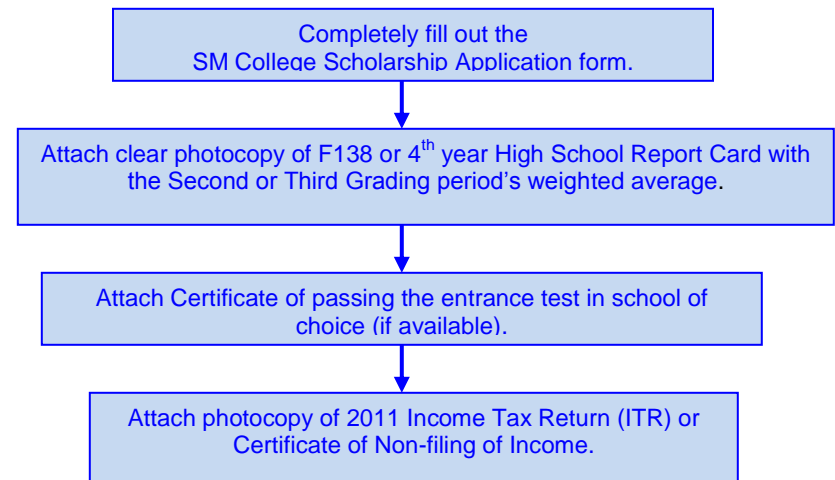 Completely fill out the
SM College Scholarship Application form.
Attach clear photocopy of F138 or 4th year High School Report Card with
the Second or Third Grading period’s weighted average.
Attach Certificate of passing the entrance test in school of
choice (if available).
Attach photocopy of 2011 Income Tax Return (ITR) or
Certificate of Non-filing of Income.